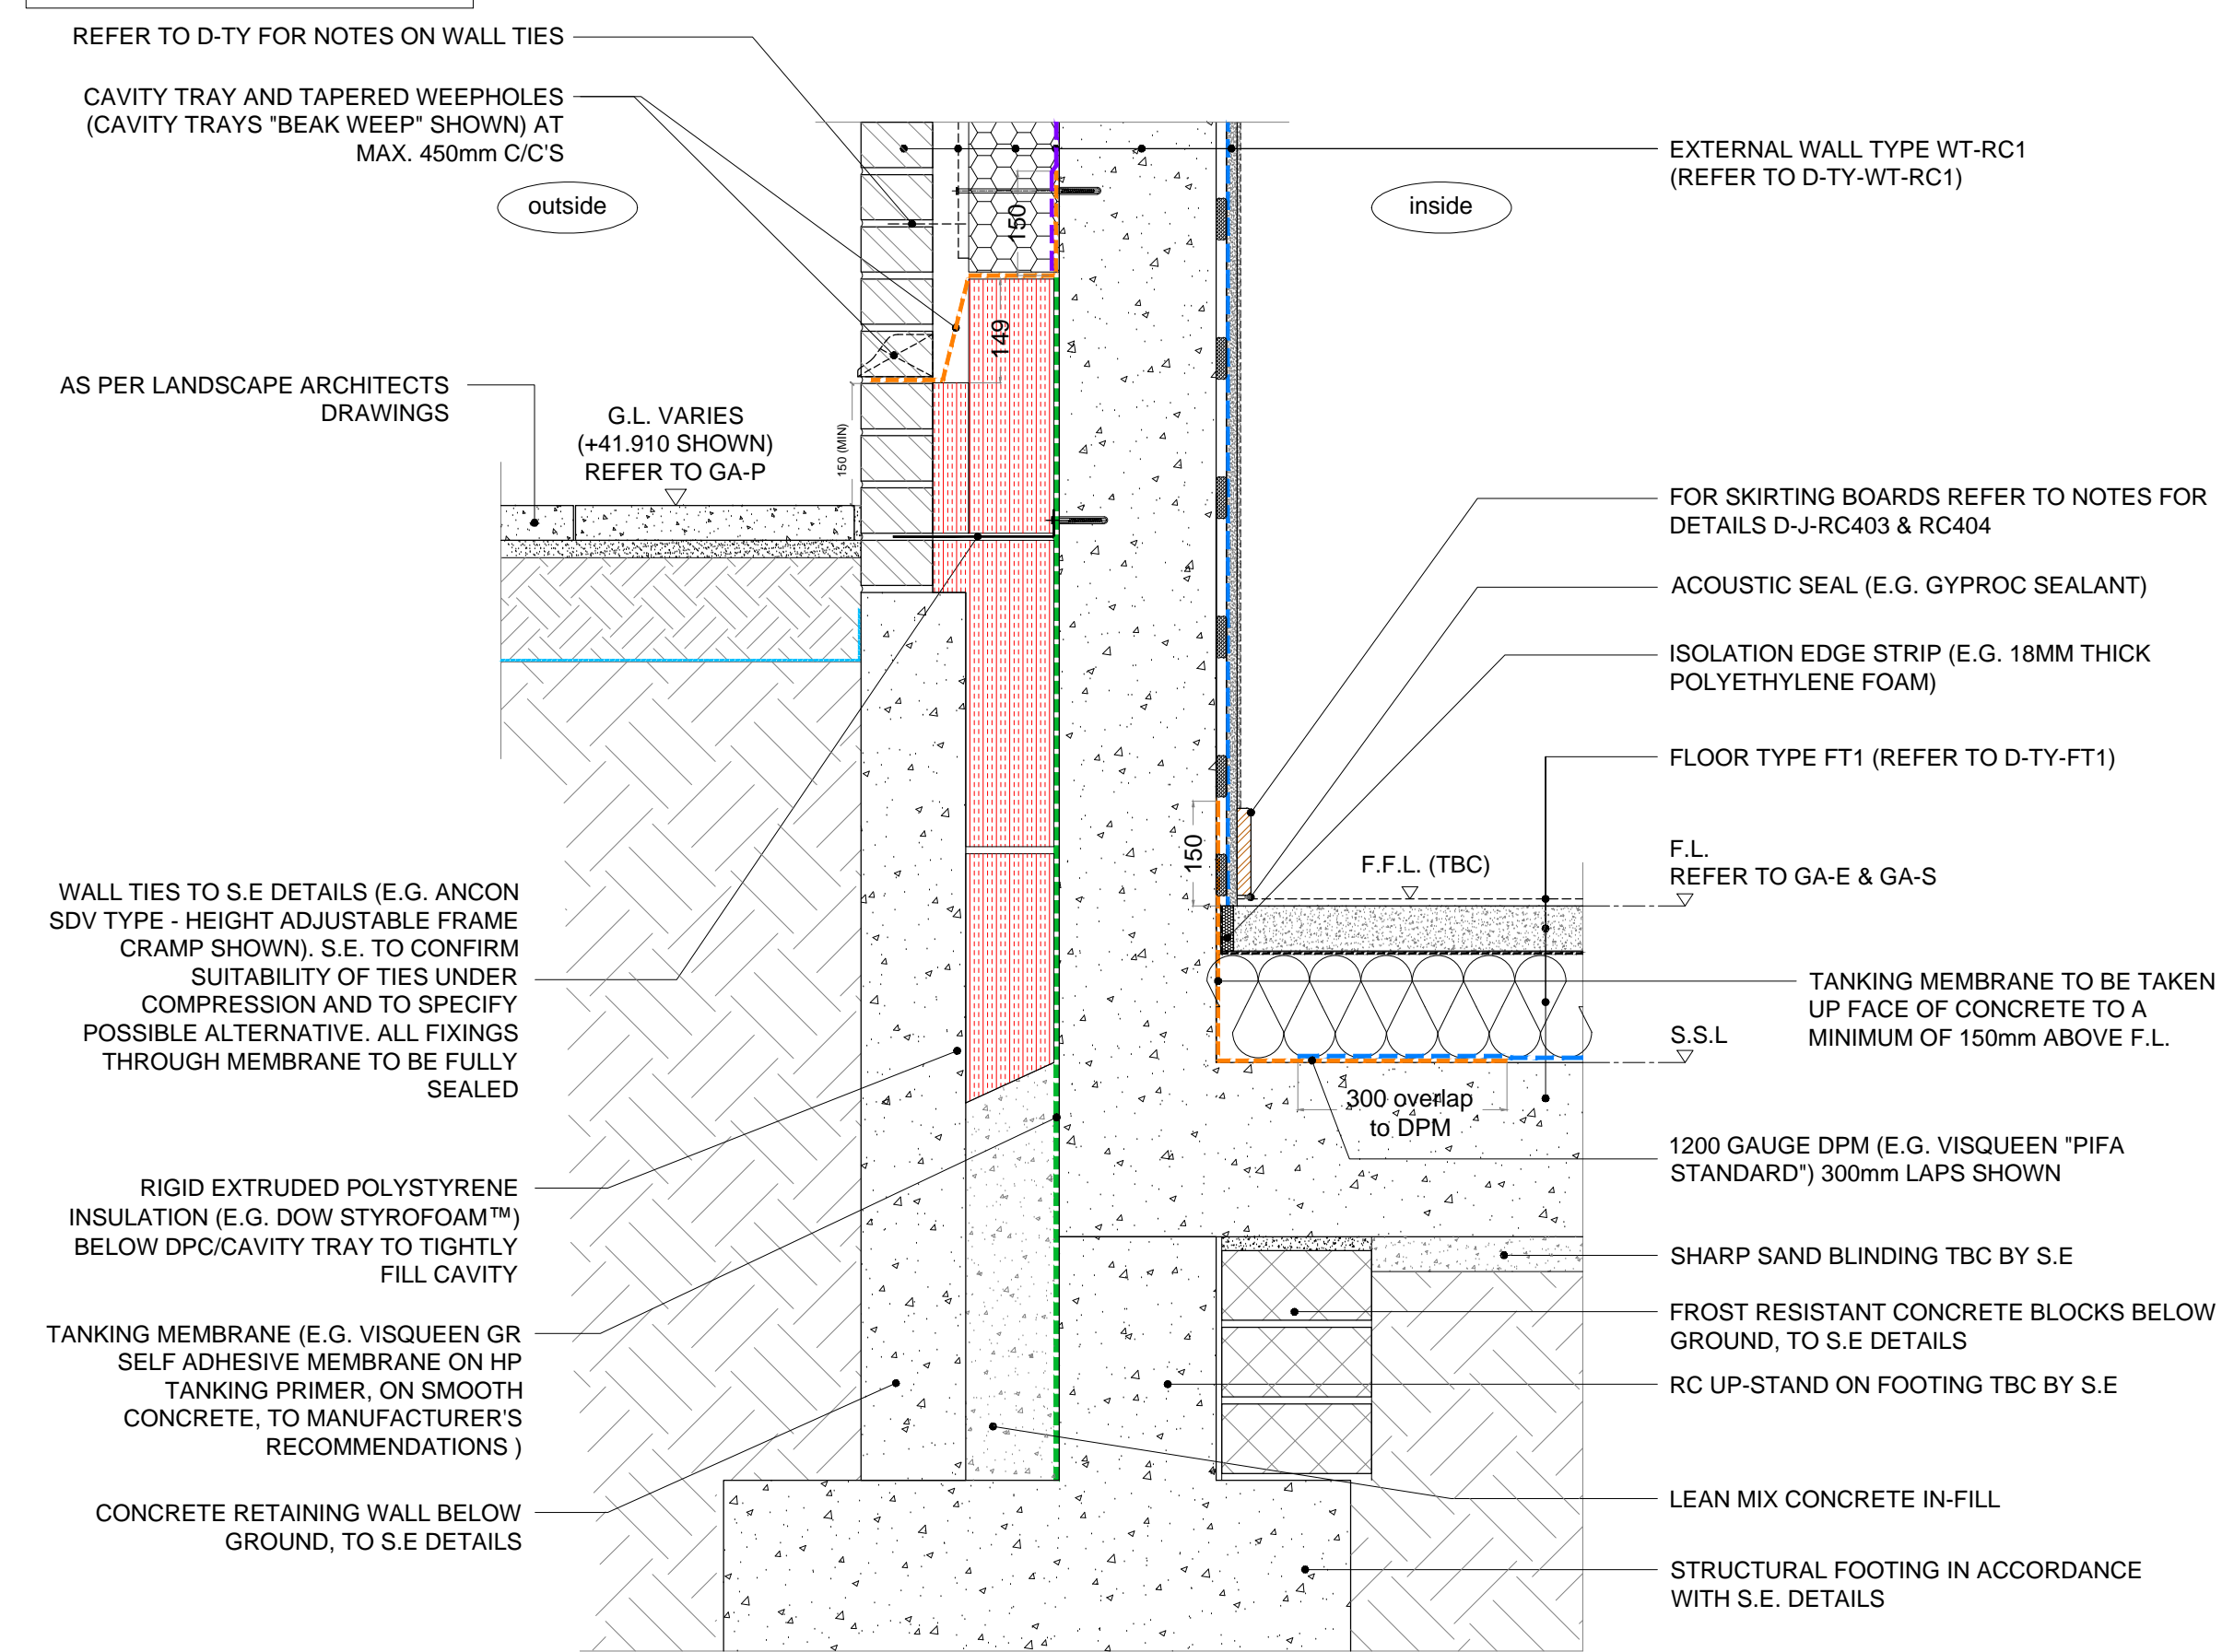 REFER TO D-TY FOR NOTES ON WALL TIES
CAVITY TRAY AND TAPERED WEEPHOLES
(CAVITY TRAYS "BEAK WEEP" SHOWN) AT
MAX. 450mm C/C'S
outside
inside
EXTERNAL WALL TYPE WT-RC1
(REFER TO D-TY-WT-RC1)
150
149
AS PER LANDSCAPE ARCHITECTS
DRAWINGS
G.L. VARIES
(+41.910 SHOWN)
REFER TO GA-P
150 (MIN)
FOR SKIRTING BOARDS REFER TO NOTES FOR
DETAILS D-J-RC403 & RC404
ACOUSTIC SEAL (E.G. GYPROC SEALANT)
ISOLATION EDGE STRIP (E.G. 18MM THICK
POLYETHYLENE FOAM)
FLOOR TYPE FT1 (REFER TO D-TY-FT1)
150
F.F.L. (TBC)
F.L.
REFER TO GA-E & GA-S
WALL TIES TO S.E DETAILS (E.G. ANCON
SDV TYPE - HEIGHT ADJUSTABLE FRAME
CRAMP SHOWN). S.E. TO CONFIRM
SUITABILITY OF TIES UNDER
COMPRESSION AND TO SPECIFY
POSSIBLE ALTERNATIVE. ALL FIXINGS
THROUGH MEMBRANE TO BE FULLY
SEALED
TANKING MEMBRANE TO BE TAKEN
UP FACE OF CONCRETE TO A
MINIMUM OF 150mm ABOVE F.L.
S.S.L
300 overlap
to DPM
1200 GAUGE DPM (E.G. VISQUEEN "PIFA
STANDARD") 300mm LAPS SHOWN
RIGID EXTRUDED POLYSTYRENE
INSULATION (E.G. DOW STYROFOAM™)
BELOW DPC/CAVITY TRAY TO TIGHTLY
FILL CAVITY
SHARP SAND BLINDING TBC BY S.E
FROST RESISTANT CONCRETE BLOCKS BELOW
GROUND, TO S.E DETAILS
TANKING MEMBRANE (E.G. VISQUEEN GR
SELF ADHESIVE MEMBRANE ON HP
TANKING PRIMER, ON SMOOTH
CONCRETE, TO MANUFACTURER'S
RECOMMENDATIONS )
RC UP-STAND ON FOOTING TBC BY S.E
CONCRETE RETAINING WALL BELOW
GROUND, TO S.E DETAILS
LEAN MIX CONCRETE IN-FILL
STRUCTURAL FOOTING IN ACCORDANCE
WITH S.E. DETAILS